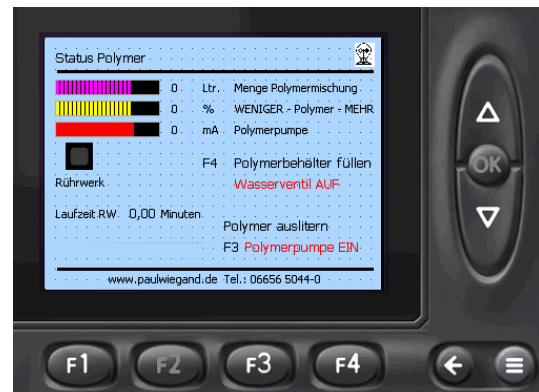 Status Polymer
0 Ltr. Menge Polymermischung
0 % WENIGER - Polymer - MEHR
0 mA Polymerpumpe
F4 Polymerbehälter füllen
Rührwerk Wasserventil AUF
Laufzeit RW 0,00 Minuten
Polymer auslitern
F3 Polymerpumpe EIN
www.paulwiegand.de Tel.: 06656 5044-0
OK
F1 F2 F3 F4